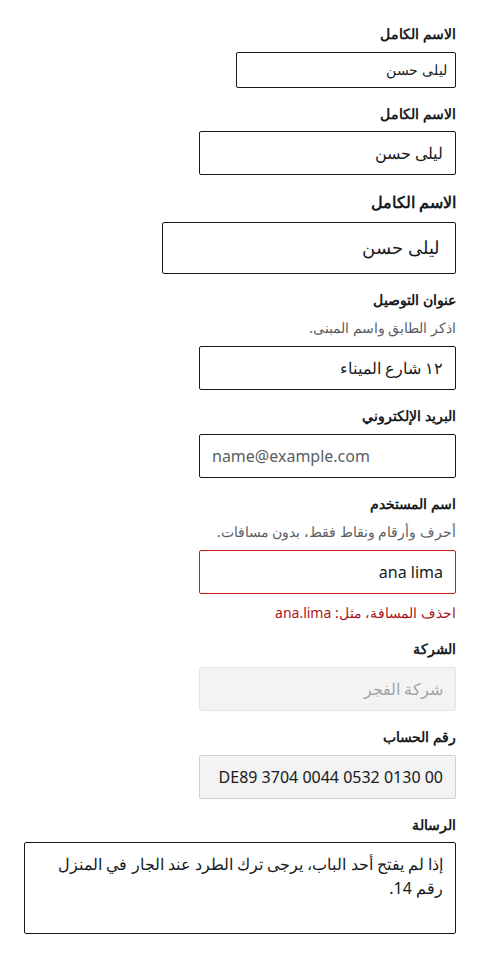 الاسم الكامل
ليلى حسن
الاسم الكامل
ليلى حسن
الاسم الكامل
ليلى حسن
عنوان التوصيل
اذكر الطابق واسم المبنى.
١٢ شارع الميناء
البريد الإلكتروني
name@example.com
اسم المستخدم
أحرف وأرقام ونقاط فقط، بدون مسافات.
ana lima
احذف المسافة، مثل: ana.lima
الشركة
شركة الفجر
رقم الحساب
DE89 3704 0044 0532 0130 00
الرسالة
إذا لم يفتح أحد الباب، يرجى ترك الطرد عند الجار في المنزل
رقم 14.